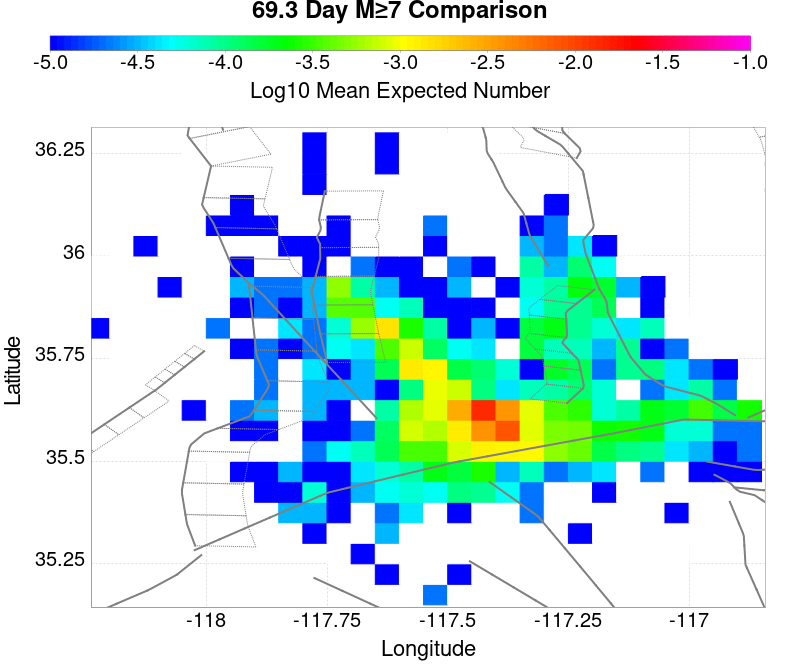 69.3 Day M≥7 Comparison
-5.0 -4.5 -4.0 -3.5 -3.0 -2.5 -2.0 -1.5 -1.0
Log10 Mean Expected Number
36.25
36
35.75
35.5
35.25
Latitude
-118 -117.75 -117.5 -117.25 -117
Longitude